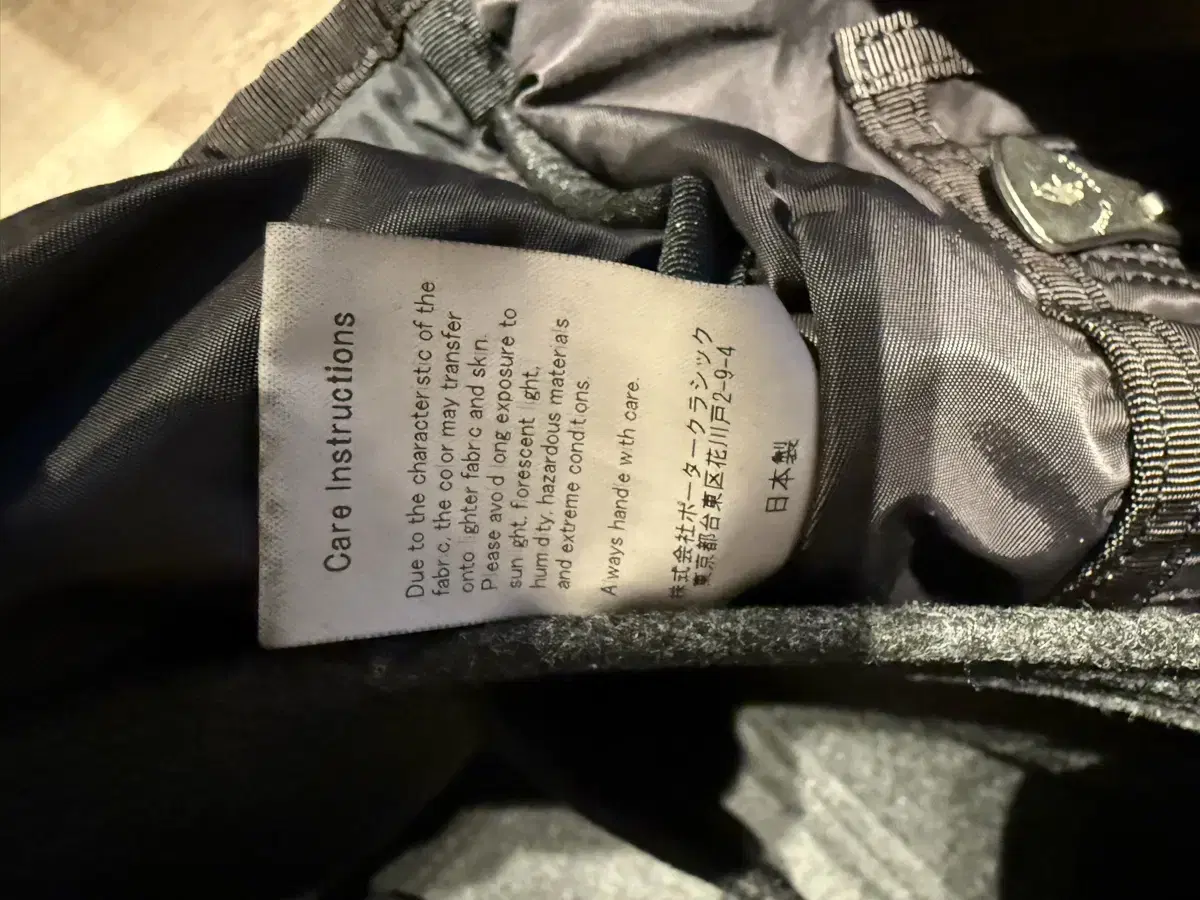 Care Instructions
Due to the characteristic of the
fabric, the color may transfer
onto lighter fabric and skin.
Please avoid long exposure to
sunlight, florescent light,
humidity, hazardous materials
and extreme conditions.
Always handle with care.
株式会社ポータークラシック
東京都台東区花川戸2-9-4
日本製